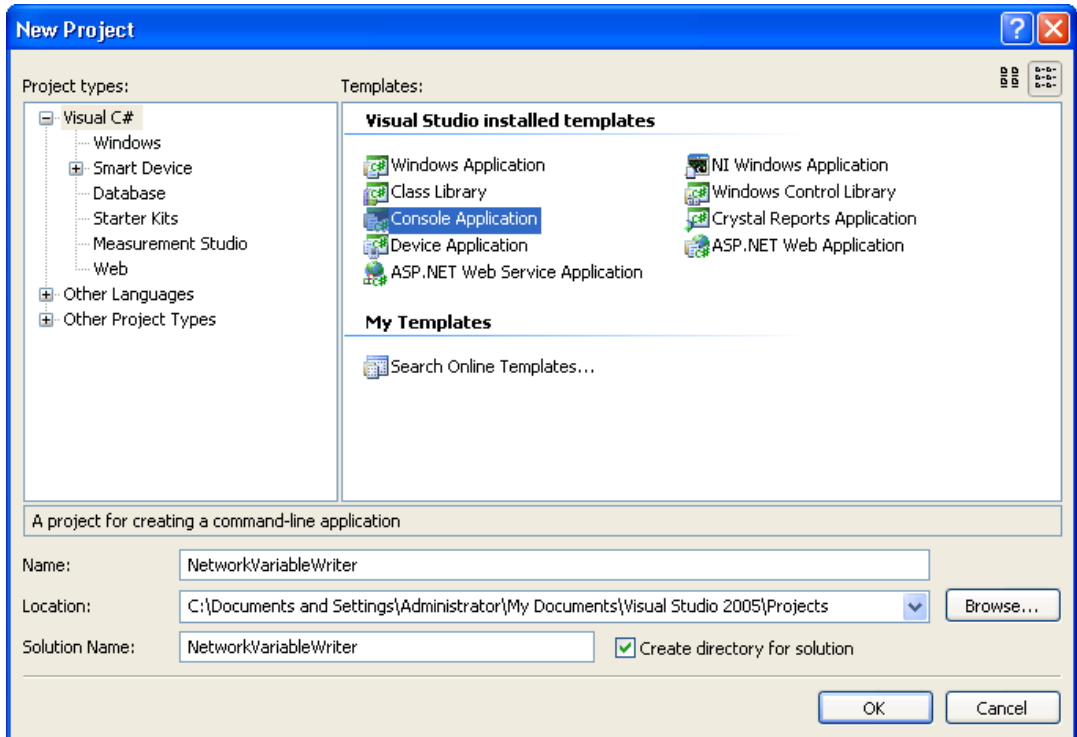 New Project
Project types:
Templates:
Visual C#
Windows
Smart Device
Database
Starter Kits
Measurement Studio
Web
Other Languages
Other Project Types
Visual Studio installed templates
Windows Application
NI Windows Application
Class Library
Windows Control Library
Console Application
Crystal Reports Application
Device Application
ASP.NET Web Application
ASP.NET Web Service Application
My Templates
Search Online Templates...
A project for creating a command-line application
Name:
NetworkVariableWriter
Location:
C:\Documents and Settings\Administrator\My Documents\Visual Studio 2005\Projects
Browse...
Solution Name:
NetworkVariableWriter
Create directory for solution
OK
Cancel